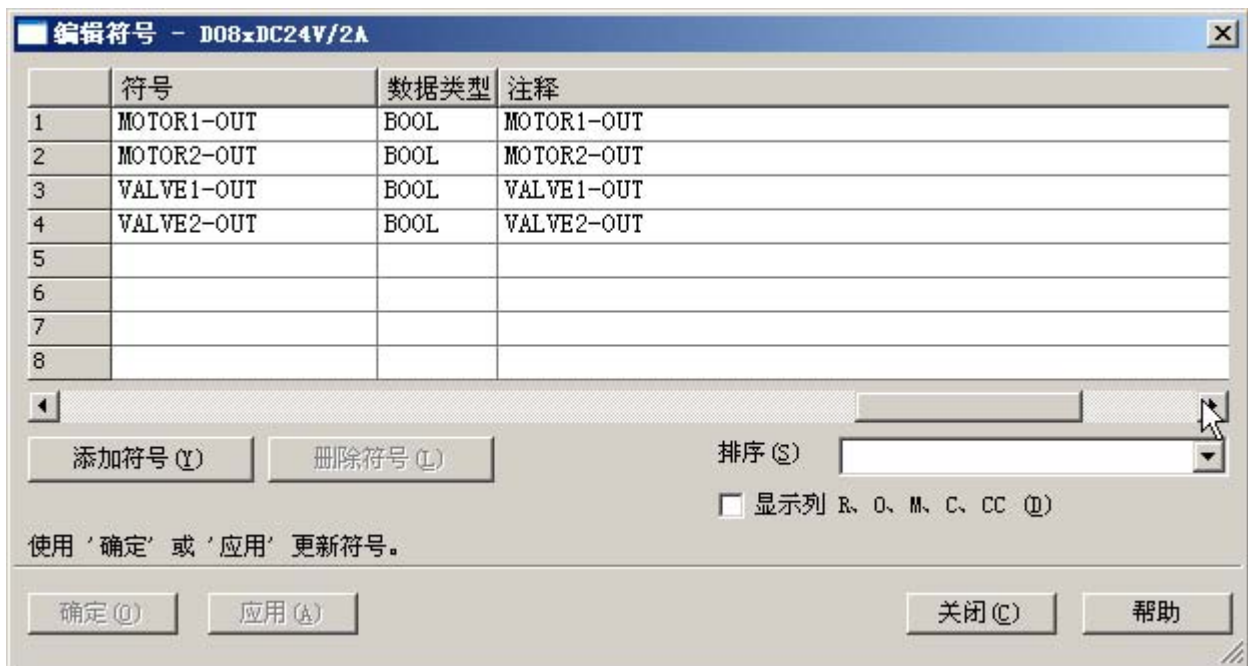 编辑符号 - DO8xDC24V/2A
符号 数据类型 注释
1 MOTOR1-OUT BOOL MOTOR1-OUT
2 MOTOR2-OUT BOOL MOTOR2-OUT
3 VALVE1-OUT BOOL VALVE1-OUT
4 VALVE2-OUT BOOL VALVE2-OUT
5
6
7
8
添加符号(Y) 删除符号(L) 排序(S)
显示列 R、O、M、C、CC (D)
使用 '确定' 或 '应用' 更新符号。
确定(O) 应用(A) 关闭(C) 帮助